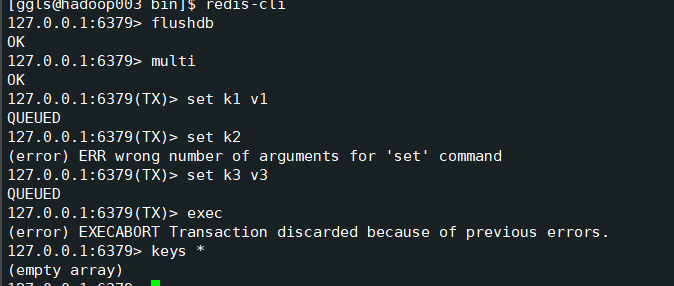 [ggls@hadoop003 bin]$ redis-cli
127.0.0.1:6379> flushdb
OK
127.0.0.1:6379> multi
OK
127.0.0.1:6379(TX)> set k1 v1
QUEUED
127.0.0.1:6379(TX)> set k2
(error) ERR wrong number of arguments for 'set' command
127.0.0.1:6379(TX)> set k3 v3
QUEUED
127.0.0.1:6379(TX)> exec
(error) EXECABORT Transaction discarded because of previous errors.
127.0.0.1:6379> keys *
(empty array)
127.0.0.1:6379>